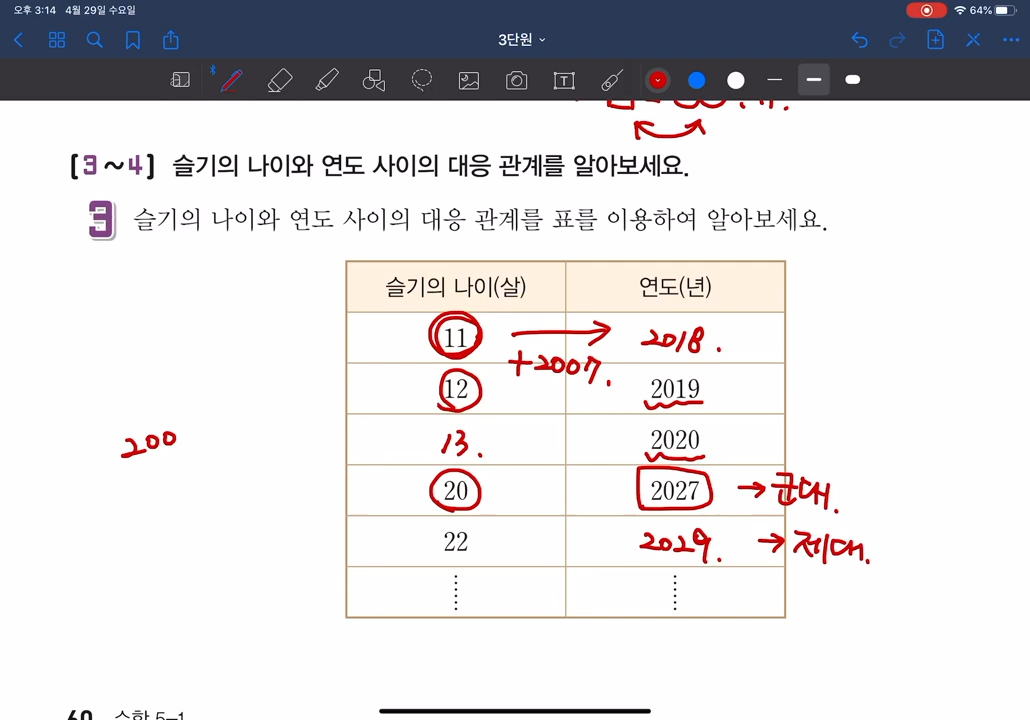 오후 3:14 4월 29일 수요일 64%
3단원
[3~4] 슬기의 나이와 연도 사이의 대응 관계를 알아보세요.
3 슬기의 나이와 연도 사이의 대응 관계를 표를 이용하여 알아보세요.
슬기의 나이(살) 연도(년)
11 2018.
+2007.
12 2019
200
13. 2020
20 2027 → 군대.
22 2029. → 제대.
60 수학 5-1